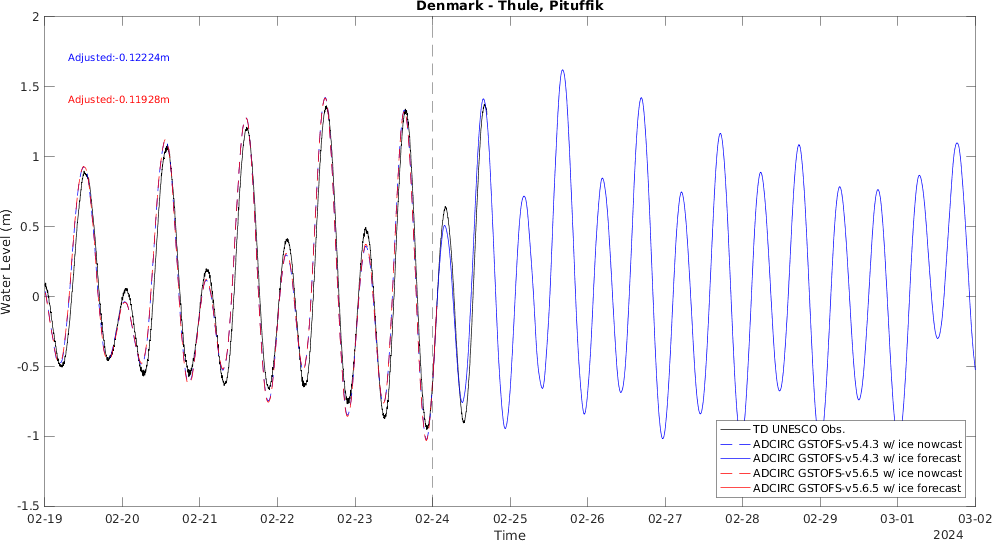 Denmark - Thule, Pituffik
Adjusted:-0.12224m
Adjusted:-0.11928m
Water Level (m)
2
1.5
1
0.5
0
-0.5
-1
-1.5
TD UNESCO Obs.
ADCIRC GSTOFS-v5.4.3 w/ ice nowcast
ADCIRC GSTOFS-v5.4.3 w/ ice forecast
ADCIRC GSTOFS-v5.6.5 w/ ice nowcast
ADCIRC GSTOFS-v5.6.5 w/ ice forecast
02-19 02-20 02-21 02-22 02-23 02-24 02-25 02-26 02-27 02-28 02-29 03-01 03-02
Time
2024